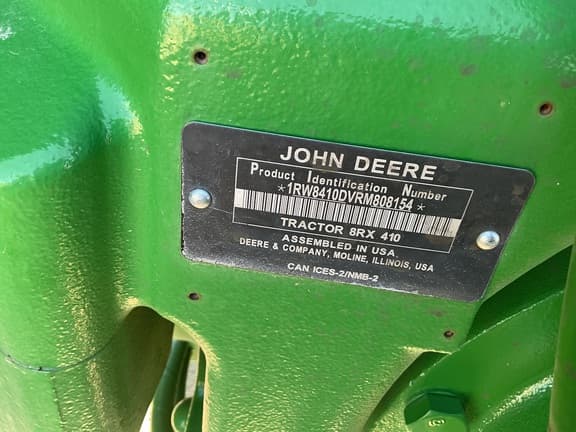 JOHN DEERE
Product Identification Number
*1RW8410DVRM808154*
TRACTOR 8RX 410
ASSEMBLED IN USA
DEERE & COMPANY, MOLINE, ILLINOIS, USA
CAN ICES-2/NMB-2